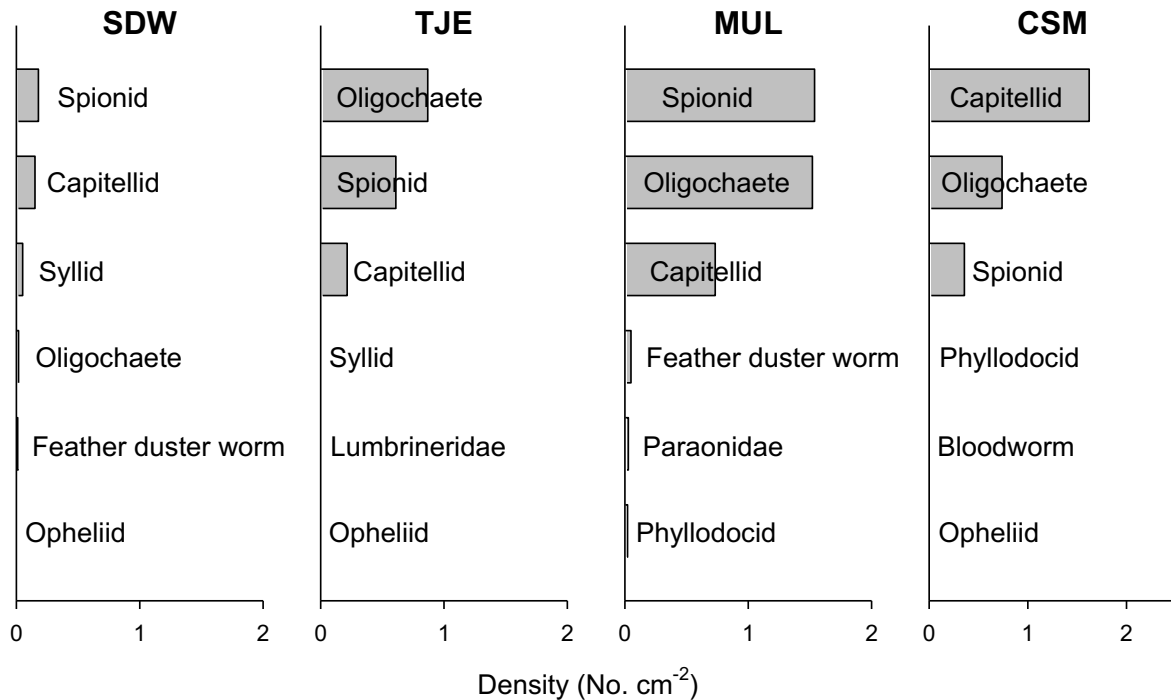 SDW TJE MUL CSM
Spionid Oligochaete Spionid Capitellid
Capitellid Spionid Oligochaete Oligochaete
Syllid Capitellid Capitellid Spionid
Oligochaete Syllid Feather duster worm Phyllodocid
Feather duster worm Lumbrineridae Paraonidae Bloodworm
Opheliid Opheliid Phyllodocid Opheliid
0 1 2 0 1 2 0 1 2 0 1 2
Density (No. cm⁻²)